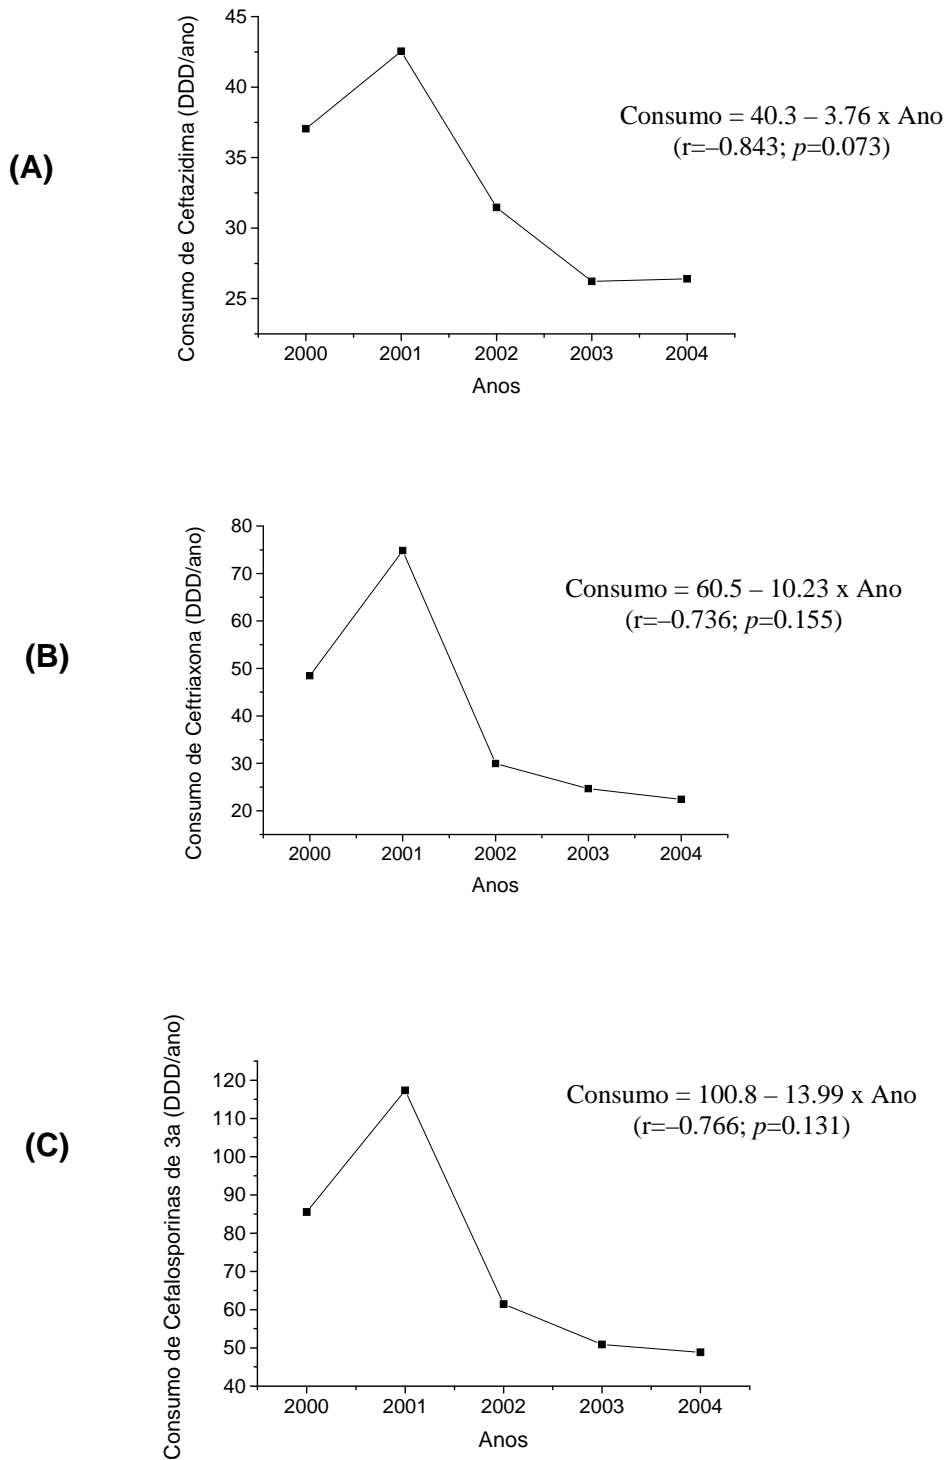 (A)
Consumo de Ceftazidima (DDD/ano)
45
40
35
30
25
2000 2001 2002 2003 2004
Anos
Consumo = 40.3 – 3.76 x Ano
(r=–0.843; p=0.073)
(B)
Consumo de Ceftriaxona (DDD/ano)
80
70
60
50
40
30
20
2000 2001 2002 2003 2004
Anos
Consumo = 60.5 – 10.23 x Ano
(r=–0.736; p=0.155)
(C)
Consumo de Cefalosporinas de 3a (DDD/ano)
120
110
100
90
80
70
60
50
40
2000 2001 2002 2003 2004
Anos
Consumo = 100.8 – 13.99 x Ano
(r=–0.766; p=0.131)